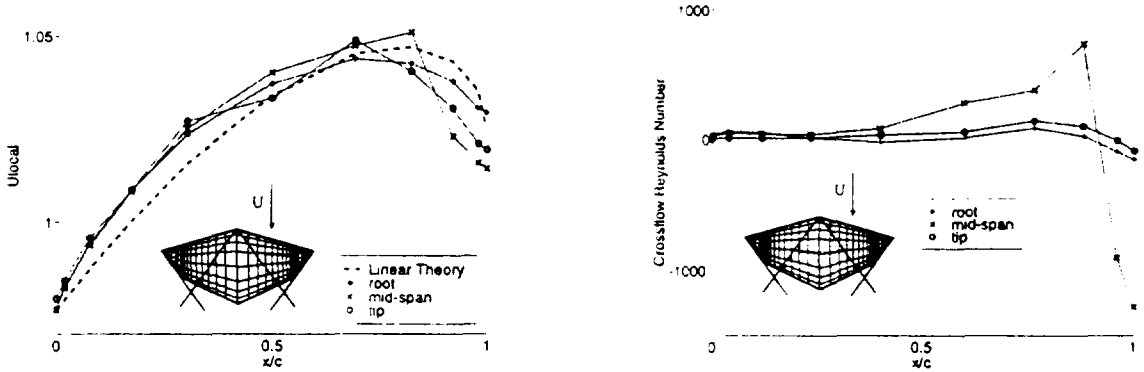 1.05
1
Ulocal
U
Linear Theory
root
mid-span
tip
0
0.5
1
x/c
1000
0
-1000
Crossflow Reynolds Number
U
root
mid-span
tip
0
0.5
1
x/c